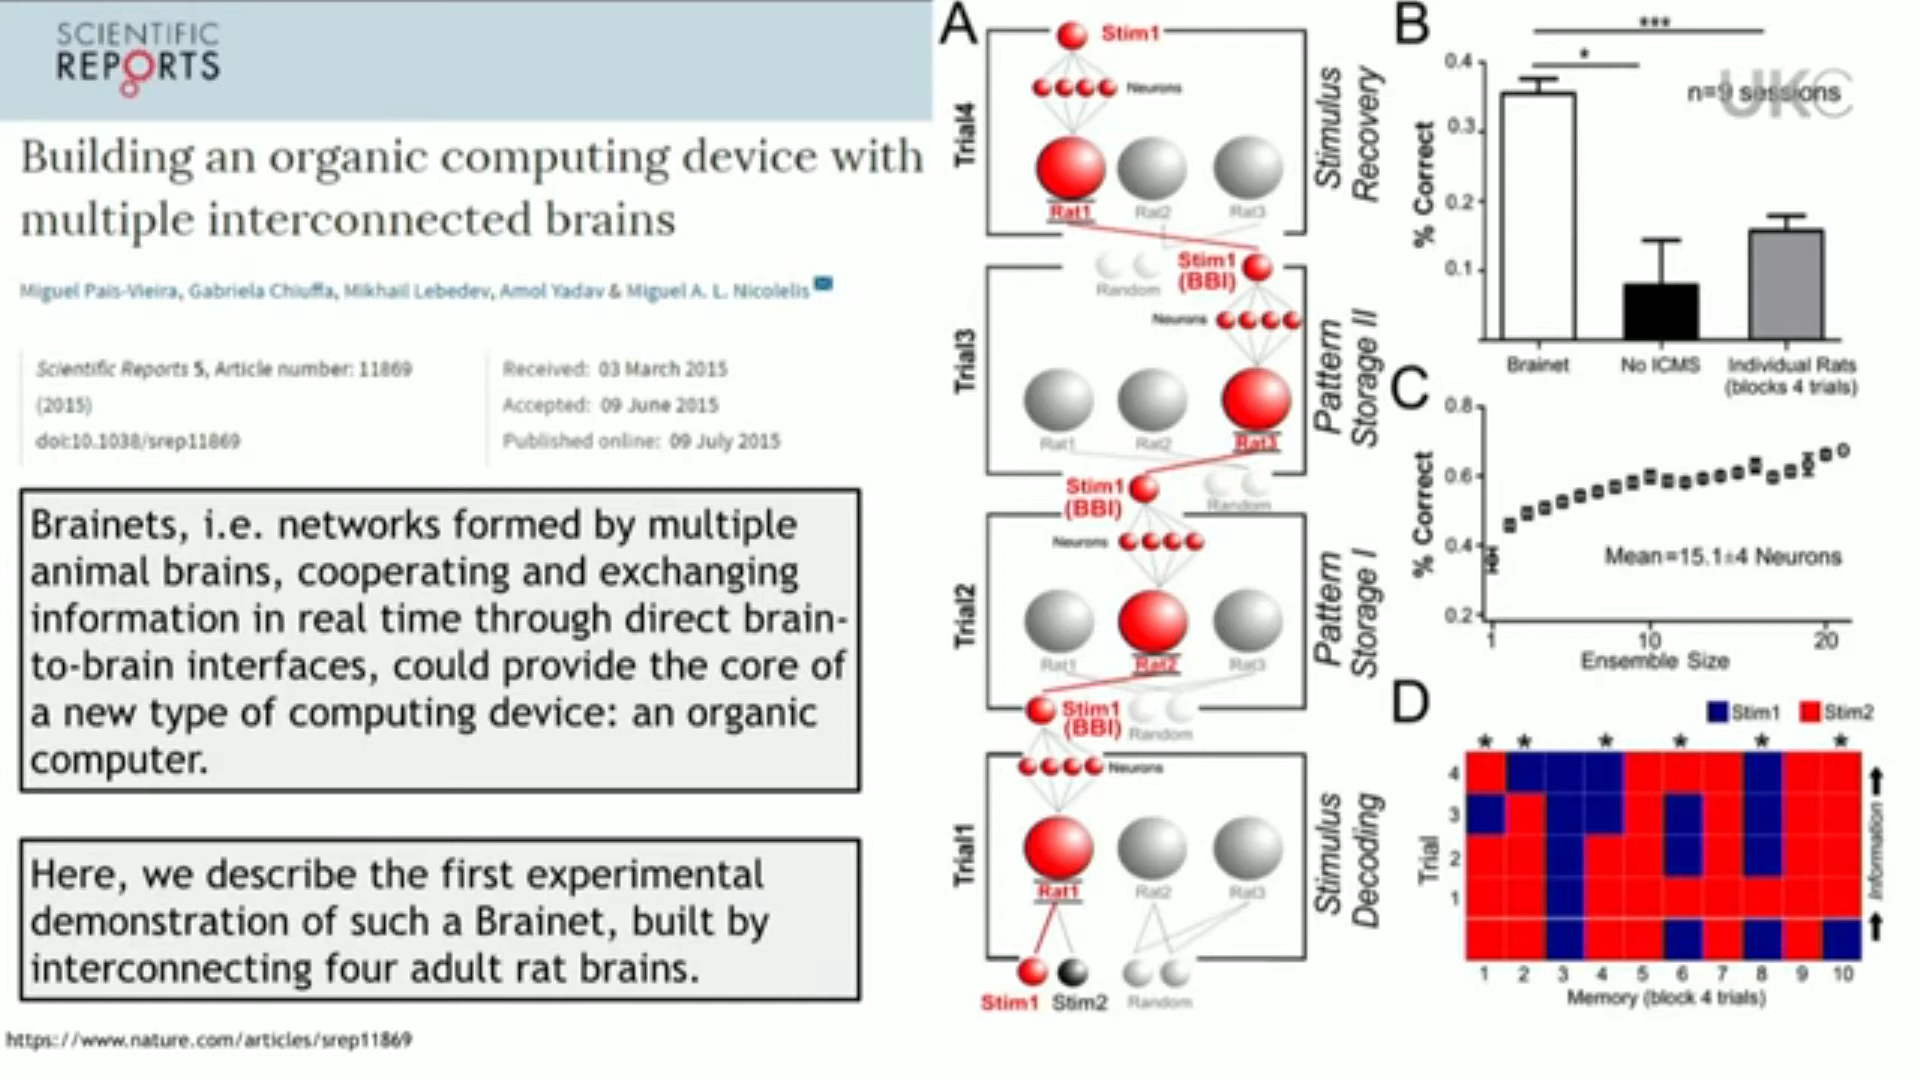 SCIENTIFIC
REPORTS
Building an organic computing device with
multiple interconnected brains
Miguel Pais-Vieira, Gabriela Chiuffa, Mikhail Lebedev, Amol Yadav & Miguel A. L. Nicolelis
Scientific Reports 5, Article number: 11869
(2015)
doi:10.1038/srep11869
Received: 03 March 2015
Accepted: 09 June 2015
Published online: 09 July 2015
Brainets, i.e. networks formed by multiple
animal brains, cooperating and exchanging
information in real time through direct brain-
to-brain interfaces, could provide the core of
a new type of computing device: an organic
computer.
Here, we describe the first experimental
demonstration of such a Brainet, built by
interconnecting four adult rat brains.
https://www.nature.com/articles/srep11869
A
Stim1
Neurons
Trial4
Rat1 Rat2 Rat3
Stimulus
Recovery
Random
Stim1
(BBI)
Neurons
Trial3
Rat1 Rat2 Rat3
Pattern
Storage II
Stim1
(BBI)
Random
Neurons
Trial2
Rat1 Rat2 Rat3
Pattern
Storage I
Stim1
(BBI)
Random
Neurons
Trial1
Rat1 Rat2 Rat3
Stimulus
Decoding
Stim1 Stim2 Random
B
***
*
n=9 sessions
UKC
% Correct
0.4
0.3
0.2
0.1
Brainet No ICMS Individual Rats
(blocks 4 trials)
C
% Correct
0.8
0.6
0.4
0.2
Mean=15.1±4 Neurons
1 10 20
Ensemble Size
D
Stim1 Stim2
* * * * * *
Trial
4
3
2
1
Information
1 2 3 4 5 6 7 8 9 10
Memory (block 4 trials)